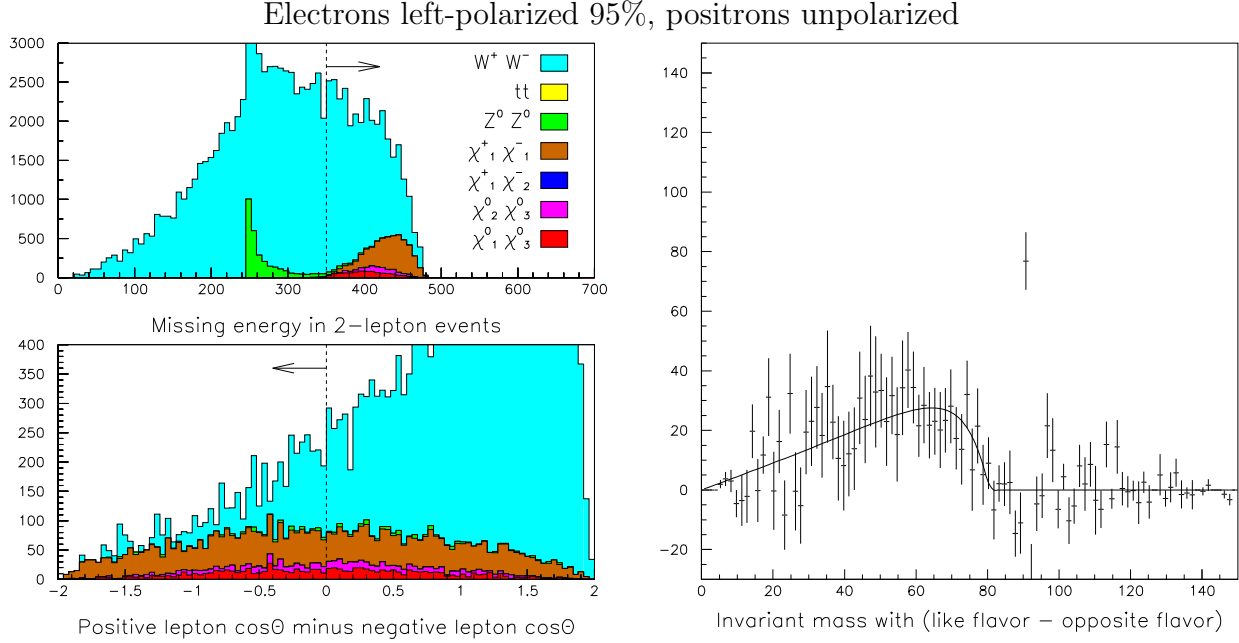 Electrons left-polarized 95%, positrons unpolarized
3000
2500
2000
1500
1000
500
0
W⁺ W⁻
tt
Z⁰ Z⁰
χ⁺₁ χ⁻₁
χ⁺₁ χ⁻₂
χ⁰₂ χ⁰₃
χ⁰₁ χ⁰₃
0 100 200 300 400 500 600 700
Missing energy in 2-lepton events
400
350
300
250
200
150
100
50
0
-2 -1.5 -1 -0.5 0 0.5 1 1.5 2
Positive lepton cosΘ minus negative lepton cosΘ
140
120
100
80
60
40
20
0
-20
0 20 40 60 80 100 120 140
Invariant mass with (like flavor - opposite flavor)